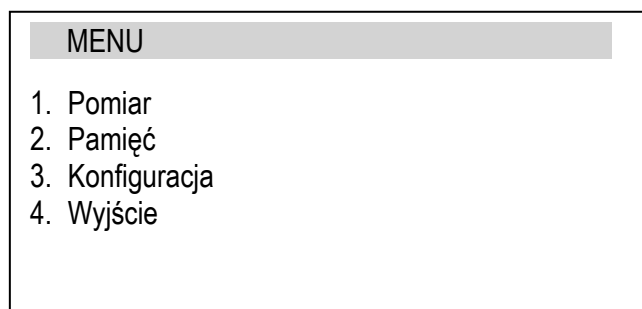 MENU
1. Pomiar
2. Pamięć
3. Konfiguracja
4. Wyjście